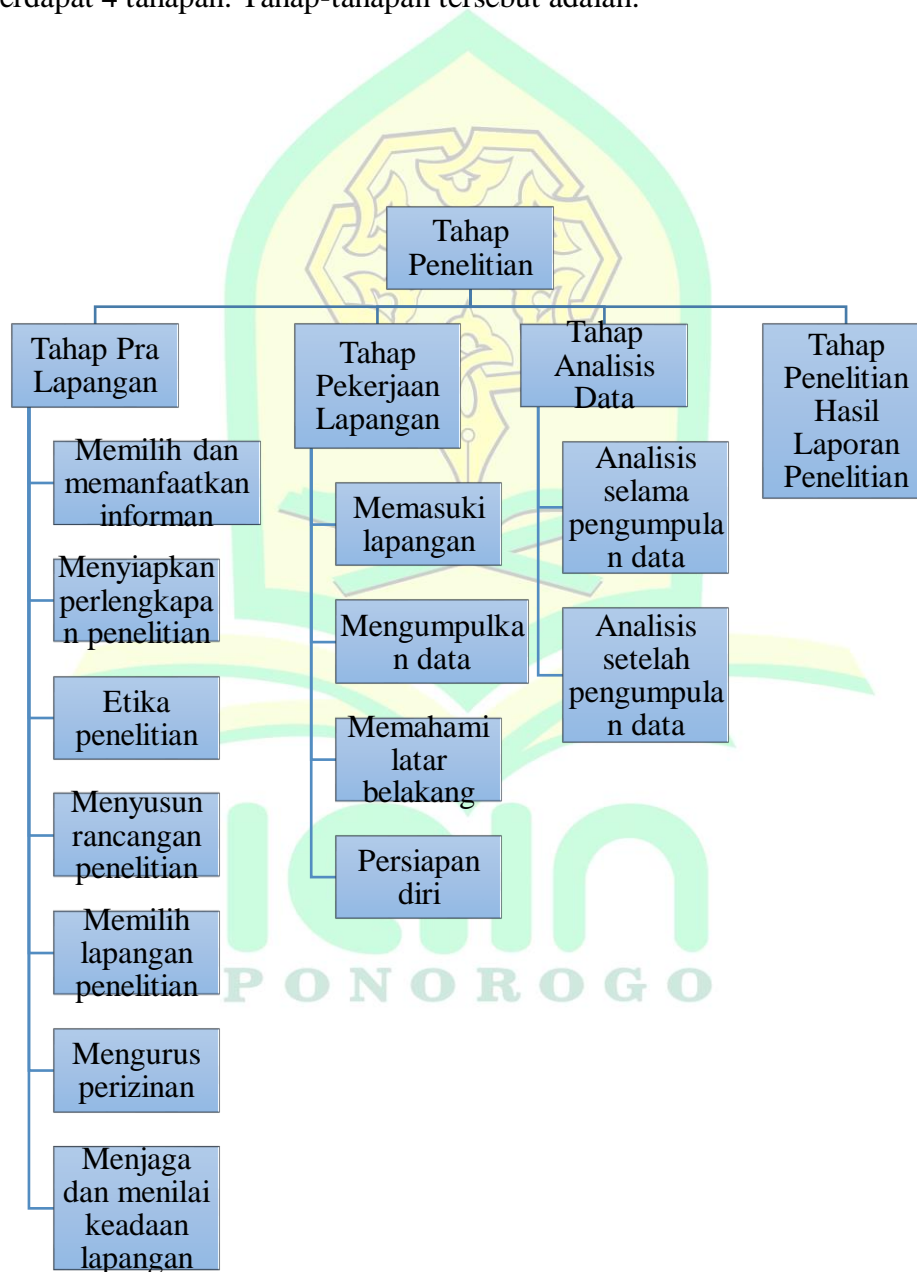 erdapat 4 tahapan. Tahap-tahapan tersebut adalah:
Tahap
Penelitian
Tahap Pra
Lapangan
Memilih dan
memanfaatkan
informan
Menyiapkan
perlengkapa
n penelitian
Etika
penelitian
Menyusun
rancangan
penelitian
Memilih
lapangan
penelitian
Mengurus
perizinan
Menjaga
dan menilai
keadaan
lapangan
Tahap
Pekerjaan
Lapangan
Memasuki
lapangan
Mengumpulka
n data
Memahami
latar
belakang
Persiapan
diri
Tahap
Analisis
Data
Analisis
selama
pengumpula
n data
Analisis
setelah
pengumpula
n data
Tahap
Penelitian
Hasil
Laporan
Penelitian
iain
PONOROGO